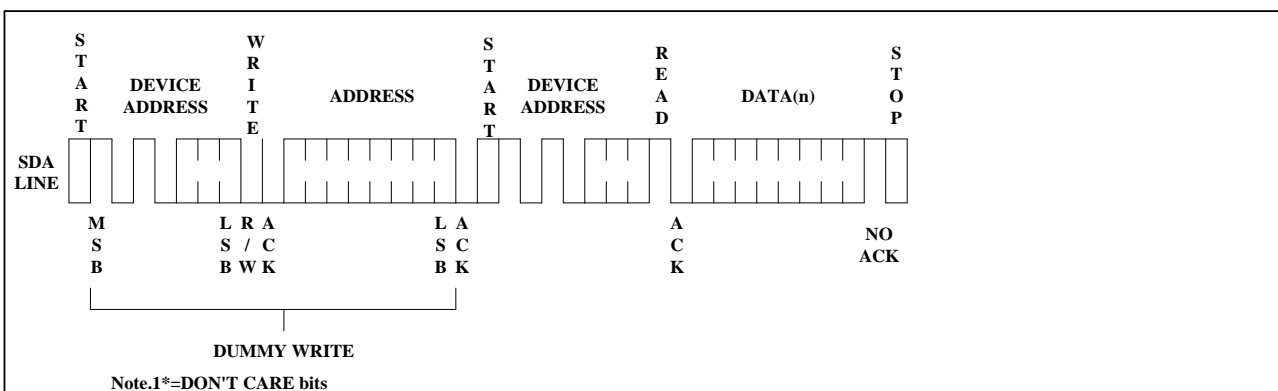 START
DEVICE ADDRESS
WRITE
ADDRESS
START
DEVICE ADDRESS
READ
DATA(n)
STOP
SDA LINE
MSB
LSB
R/W
ACK
LSB
ACK
ACK
NO ACK
DUMMY WRITE
Note.1*=DON'T CARE bits